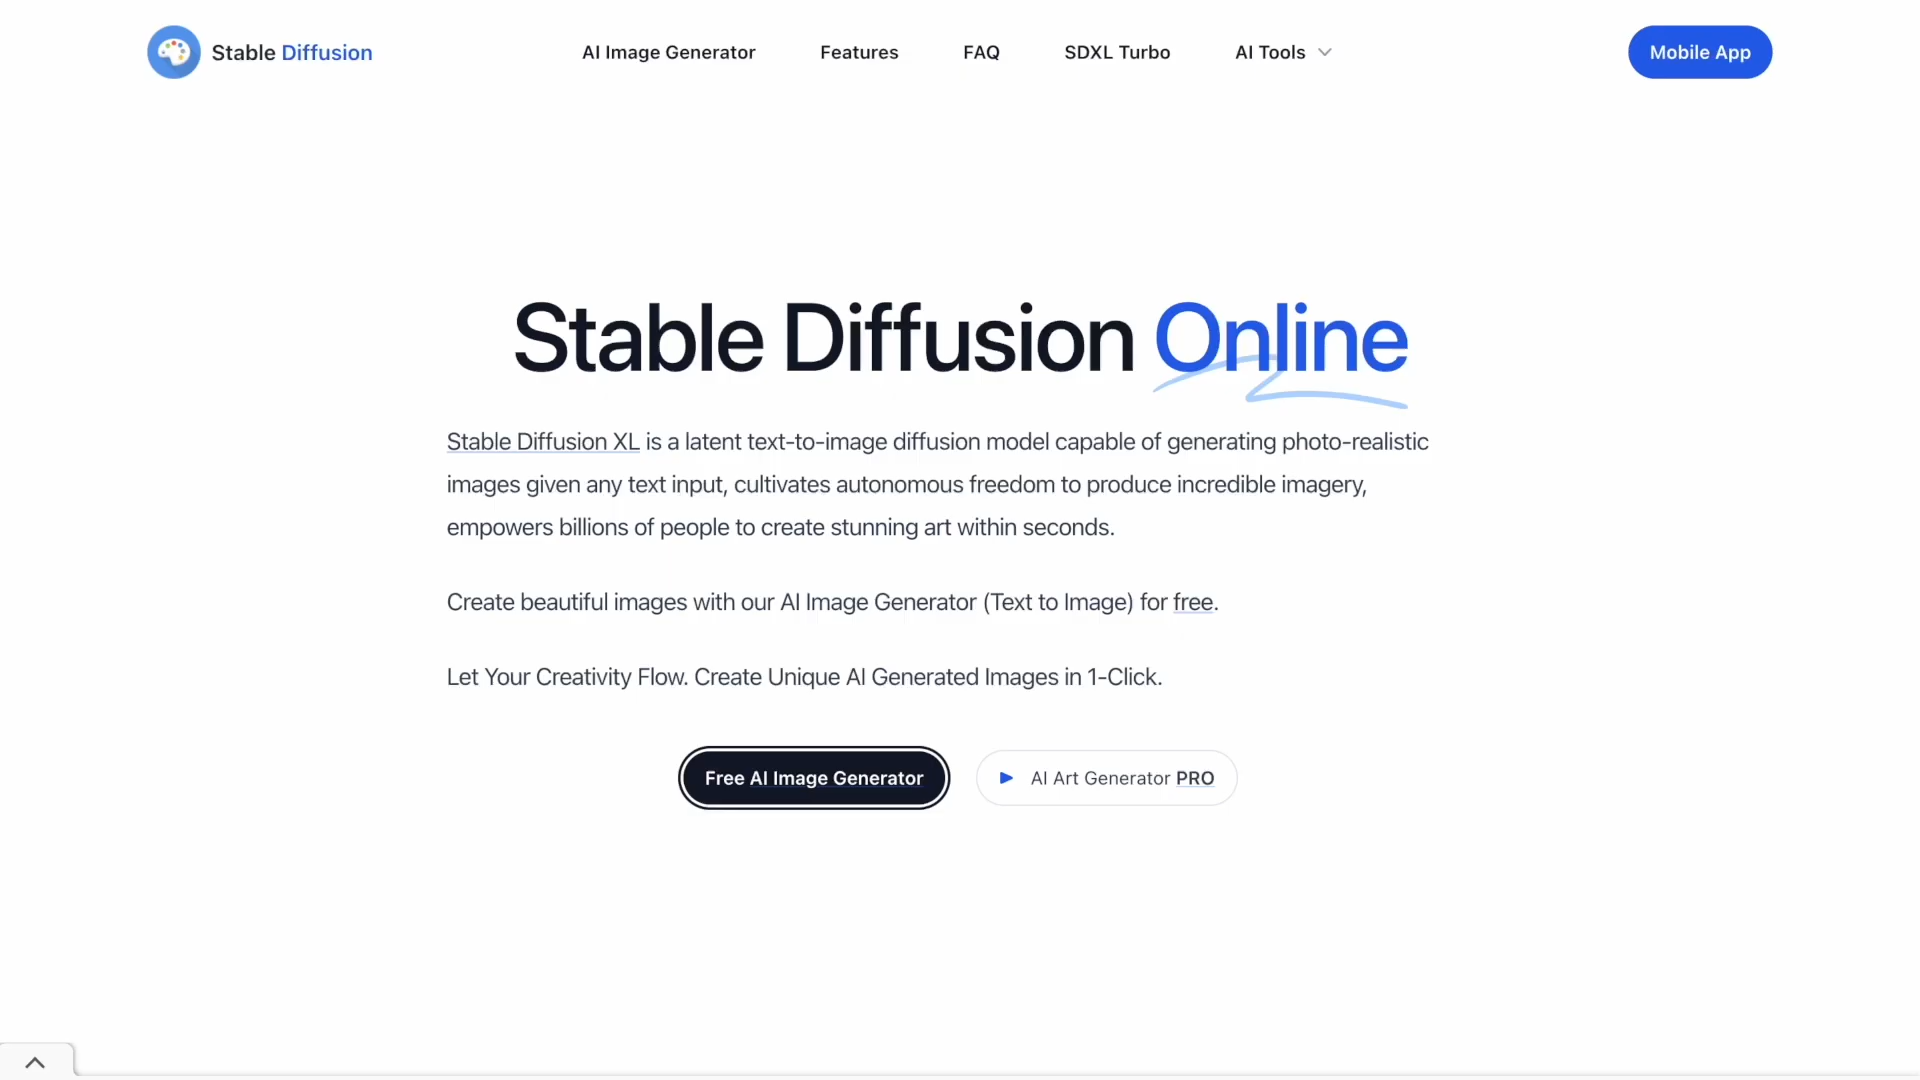 Stable Diffusion
AI Image Generator
Features
FAQ
SDXL Turbo
AI Tools
Mobile App
Stable Diffusion Online
Stable Diffusion XL is a latent text-to-image diffusion model capable of generating photo-realistic
images given any text input, cultivates autonomous freedom to produce incredible imagery,
empowers billions of people to create stunning art within seconds.
Create beautiful images with our AI Image Generator (Text to Image) for free.
Let Your Creativity Flow. Create Unique AI Generated Images in 1-Click.
Free AI Image Generator
AI Art Generator PRO